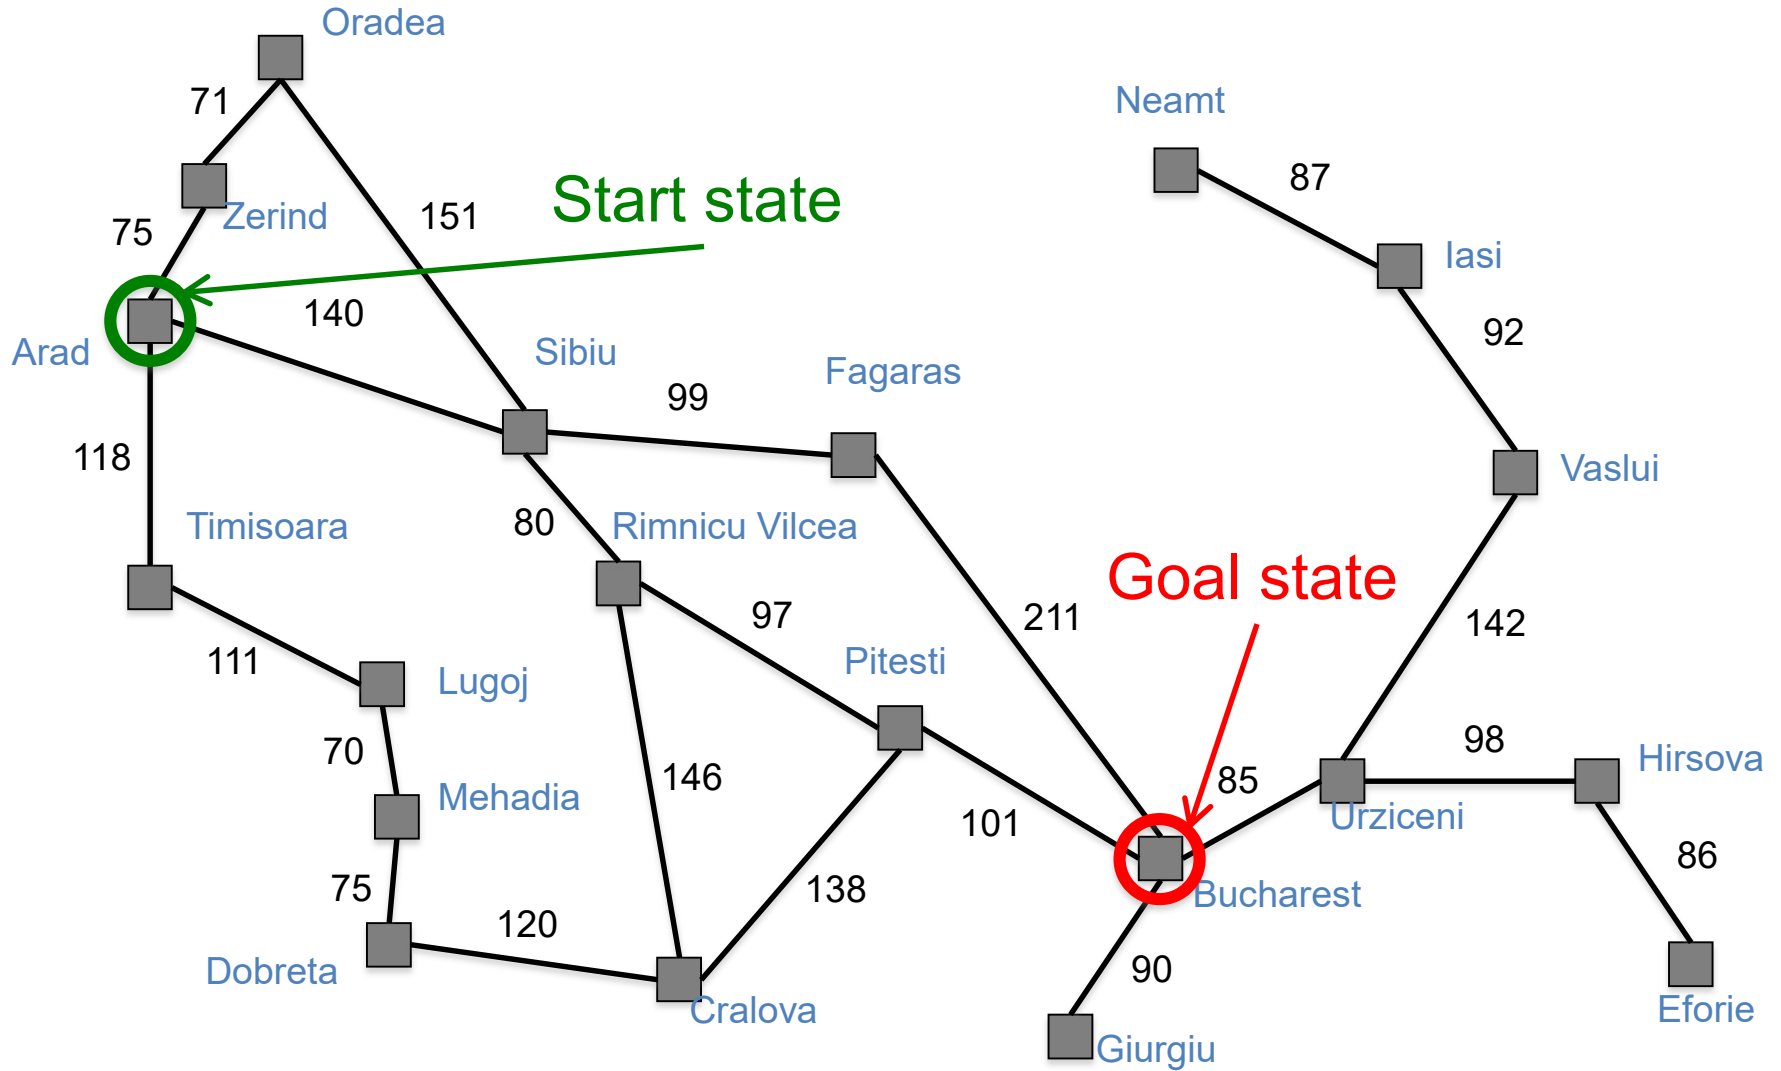 Oradea
Neamt
71
87
Start state
Zerind
151
75
Iasi
140
92
Arad
Sibiu
Fagaras
99
118
Vaslui
Timisoara
80
Rimnicu Vilcea
Goal state
97
211
142
111
Pitesti
Lugoj
70
146
98
Hirsova
85
Mehadia
101
Urziceni
86
75
138
Bucharest
120
Dobreta
90
Cralova
Eforie
Giurgiu